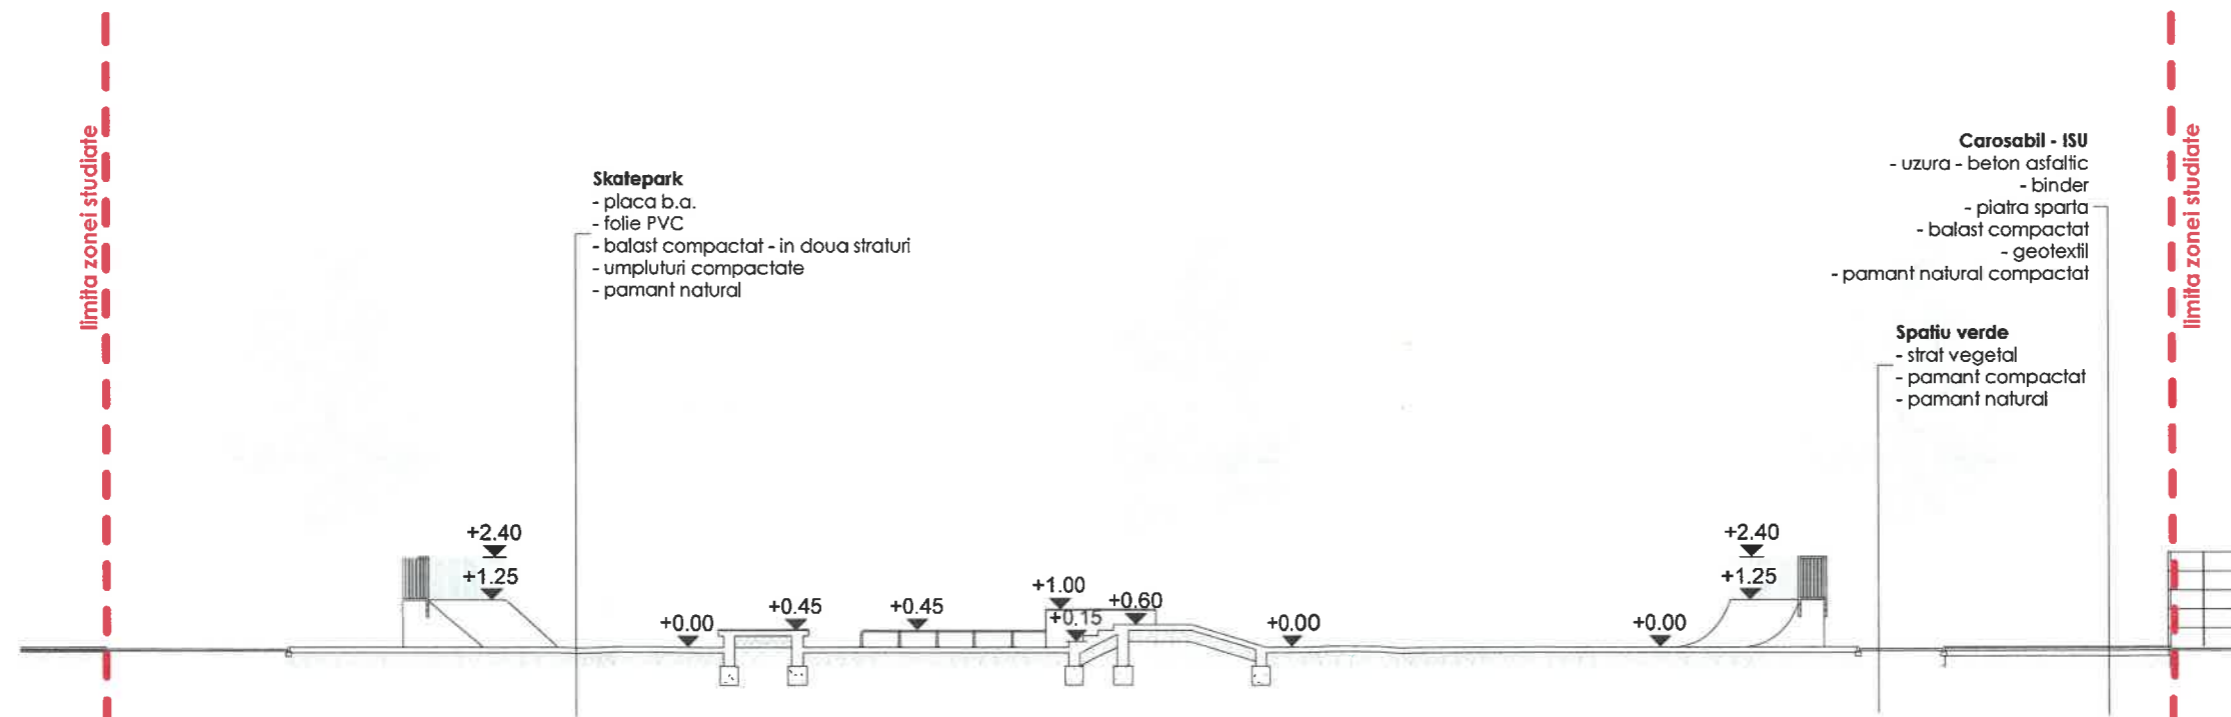 limita zonei studiate
Skatepark
- placa b.a.
- folie PVC
- balast compactat - in doua straturi
- umpluturi compactate
- pamant natural
Carosabil - ISU
- uzura - beton asfaltic
- binder
- piatra sparta
- balast compactat
- geotextil
- pamant natural compactat
limita zonei studiate
Spatiu verde
- strat vegetal
- pamant compactat
- pamant natural
+2.40
+1.25
+0.00
+0.45
+0.45
+1.00
+0.15
+0.60
+0.00
+0.00
+2.40
+1.25